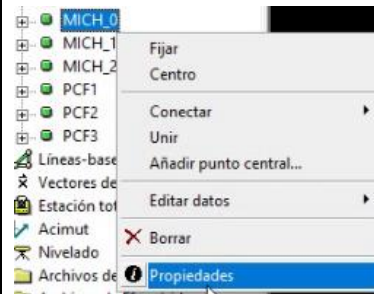 MICH_0
MICH_1
MICH_2
PCF1
PCF2
PCF3
Líneas-base
Vectores de
Estación tot
Acimut
Nivelado
Archivos de
Fijar
Centro
Conectar
Unir
Añadir punto central...
Editar datos
Borrar
Propiedades